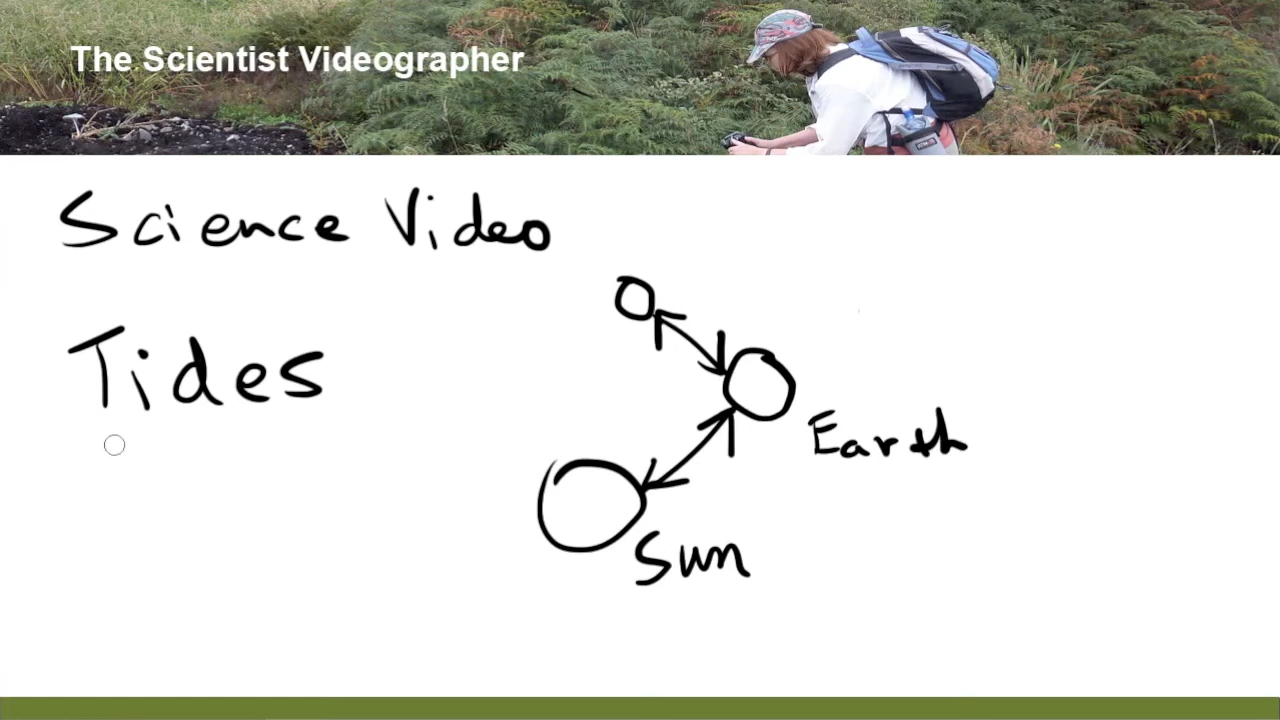 The Scientist Videographer
Science Video
Tides
Earth
Sun